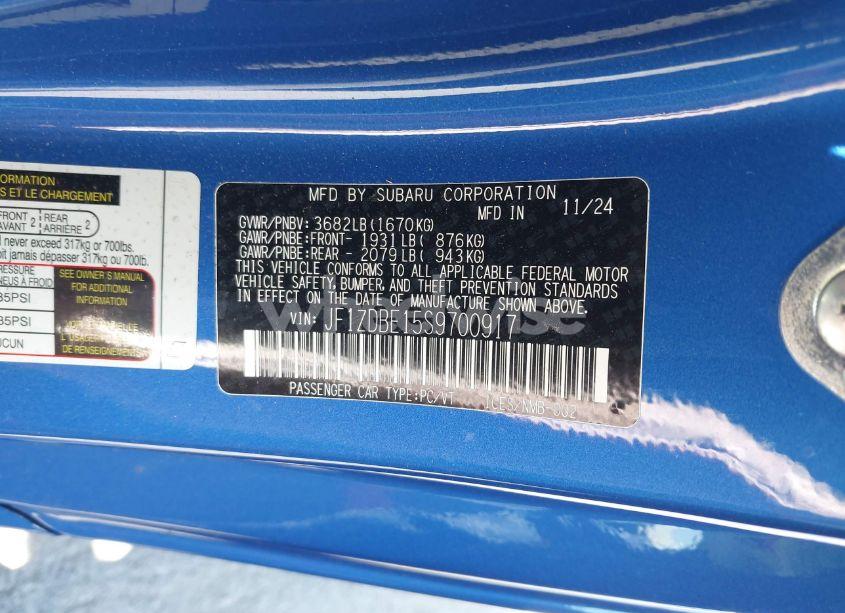 ORMATION
S ET LE CHARGEMENT
FRONT 2 REAR 2
AVANT ARRIÈRE
never exceed 317kg or 700lbs.
oit jamais dépasser 317kg ou 700lb.
RESSURE
NEUS À FROID
35PSI
35PSI
UCUN
SEE OWNER'S MANUAL
FOR ADDITIONAL
INFORMATION
DE RENSEIGNEMENTS
MFD BY SUBARU CORPORATION
MFD IN 11/24
GVWR/PNBV: 3682LB(1670KG)
GAWR/PNBE:FRONT- 1931LB( 876KG)
GAWR/PNBE:REAR - 2079LB( 943KG)
THIS VEHICLE CONFORMS TO ALL APPLICABLE FEDERAL MOTOR
VEHICLE SAFETY, BUMPER, AND THEFT PREVENTION STANDARDS
IN EFFECT ON THE DATE OF MANUFACTURE SHOWN ABOVE.
VIN: JF1ZDBE15S9700917
PASSENGER CAR TYPE:PC/VT ICES/NMB-002